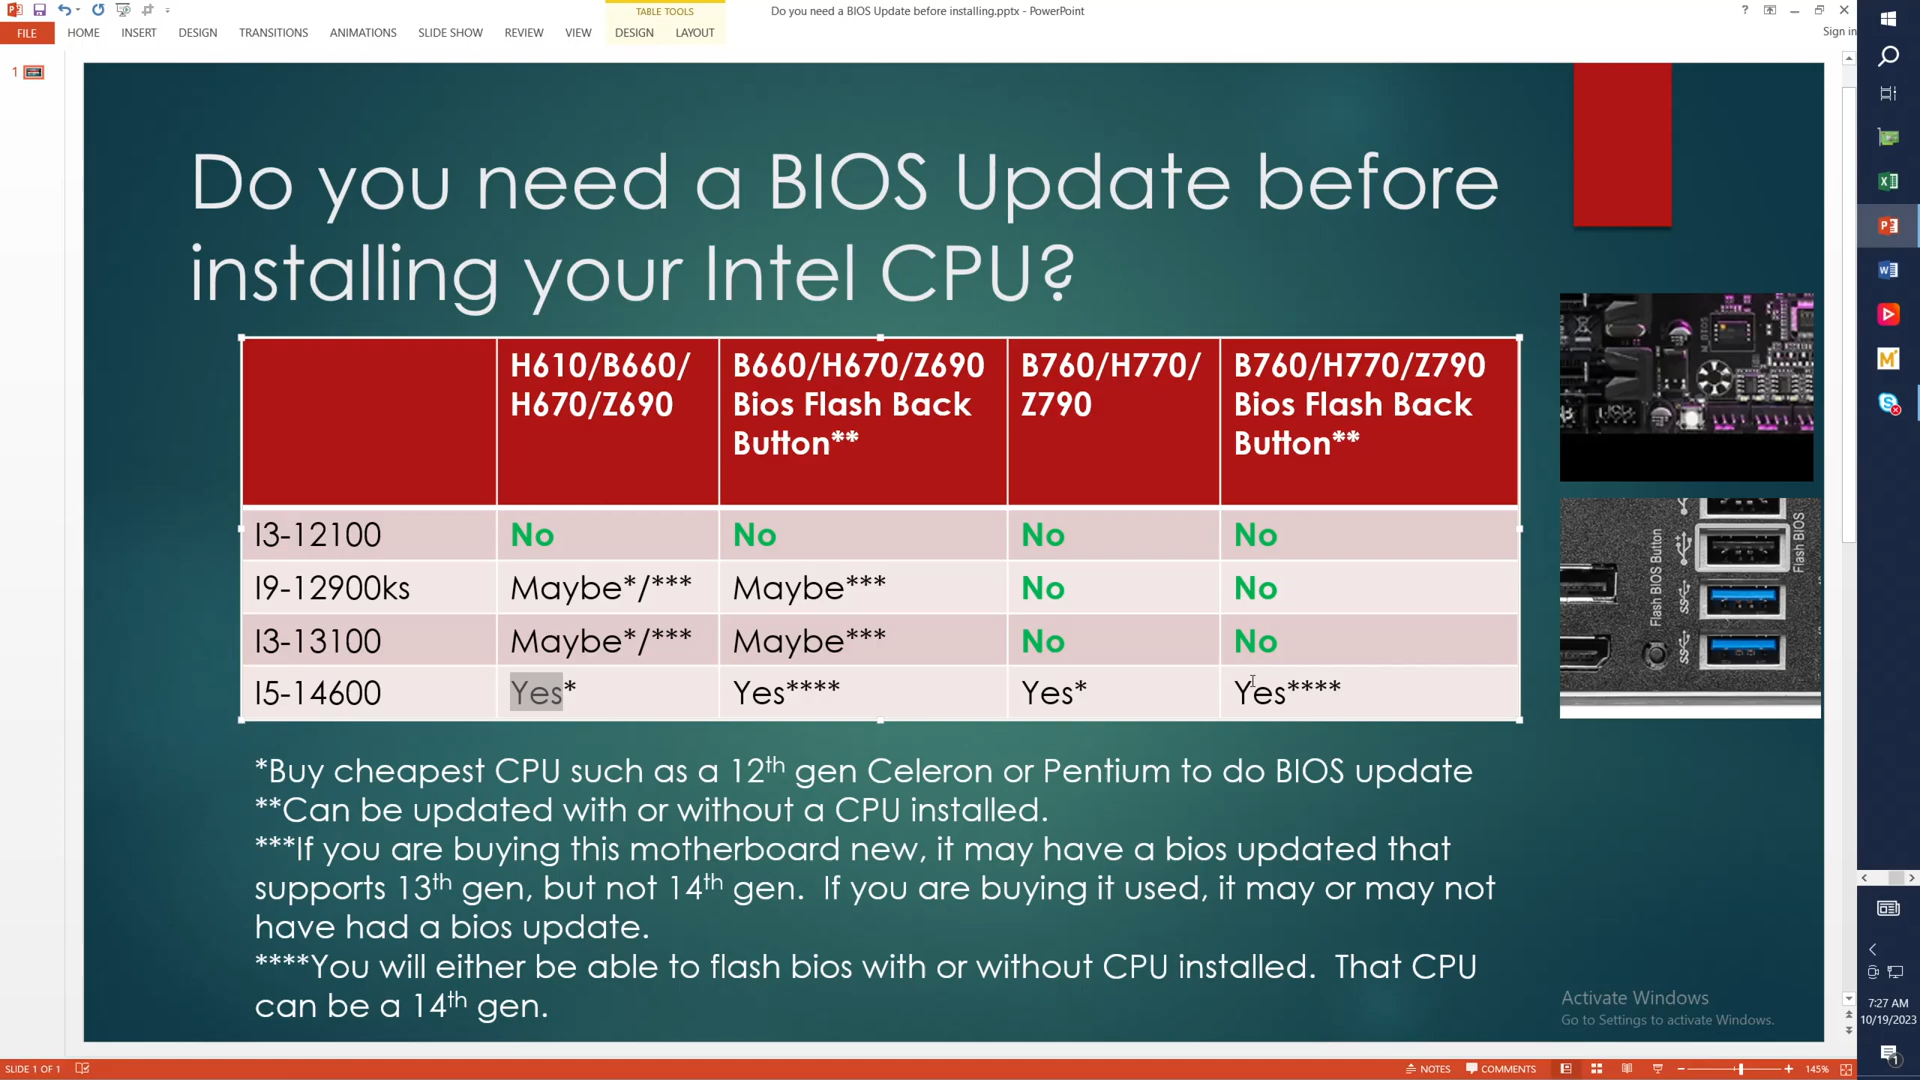 Do you need a BIOS Update before installing.pptx - PowerPoint
TABLE TOOLS
FILE
HOME
INSERT
DESIGN
TRANSITIONS
ANIMATIONS
SLIDE SHOW
REVIEW
VIEW
DESIGN
LAYOUT
Sign in
1
Do you need a BIOS Update before
installing your Intel CPU?
H610/B660/
H670/Z690
B660/H670/Z690
Bios Flash Back
Button**
B760/H770/
Z790
B760/H770/Z790
Bios Flash Back
Button**
I3-12100
No
No
No
No
I9-12900ks
Maybe*/***
Maybe***
No
No
I3-13100
Maybe*/***
Maybe***
No
No
I5-14600
Yes*
Yes****
Yes*
Yes****
*Buy cheapest CPU such as a 12th gen Celeron or Pentium to do BIOS update
**Can be updated with or without a CPU installed.
***If you are buying this motherboard new, it may have a bios updated that
supports 13th gen, but not 14th gen. If you are buying it used, it may or may not
have had a bios update.
****You will either be able to flash bios with or without CPU installed. That CPU
can be a 14th gen.
Flash BIOS Button
Flash BIOS
Activate Windows
Go to Settings to activate Windows.
7:27 AM
10/19/2023
SLIDE 1 OF 1
NOTES
COMMENTS
145%